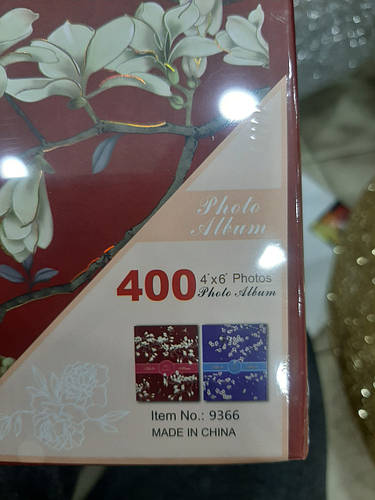 Photo
Album
400 4"x6" Photos
Photo Album
Item No.: 9366
MADE IN CHINA